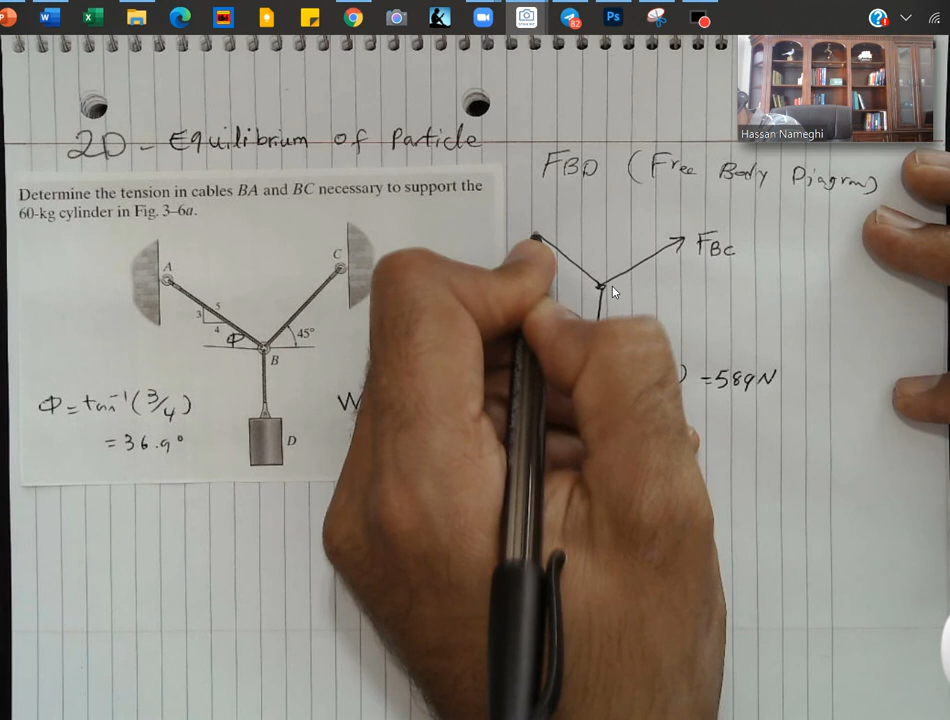 82
Hassan Nameghi
2D - Equilibrium of Particle
FBD (Free Body Diagram)
Determine the tension in cables BA and BC necessary to support the
60-kg cylinder in Fig. 3–6a.
A
C
5
3
4
Φ
45°
B
D
FBC
Φ = tan⁻¹(3/4)
= 36.9°
W
) = 589N